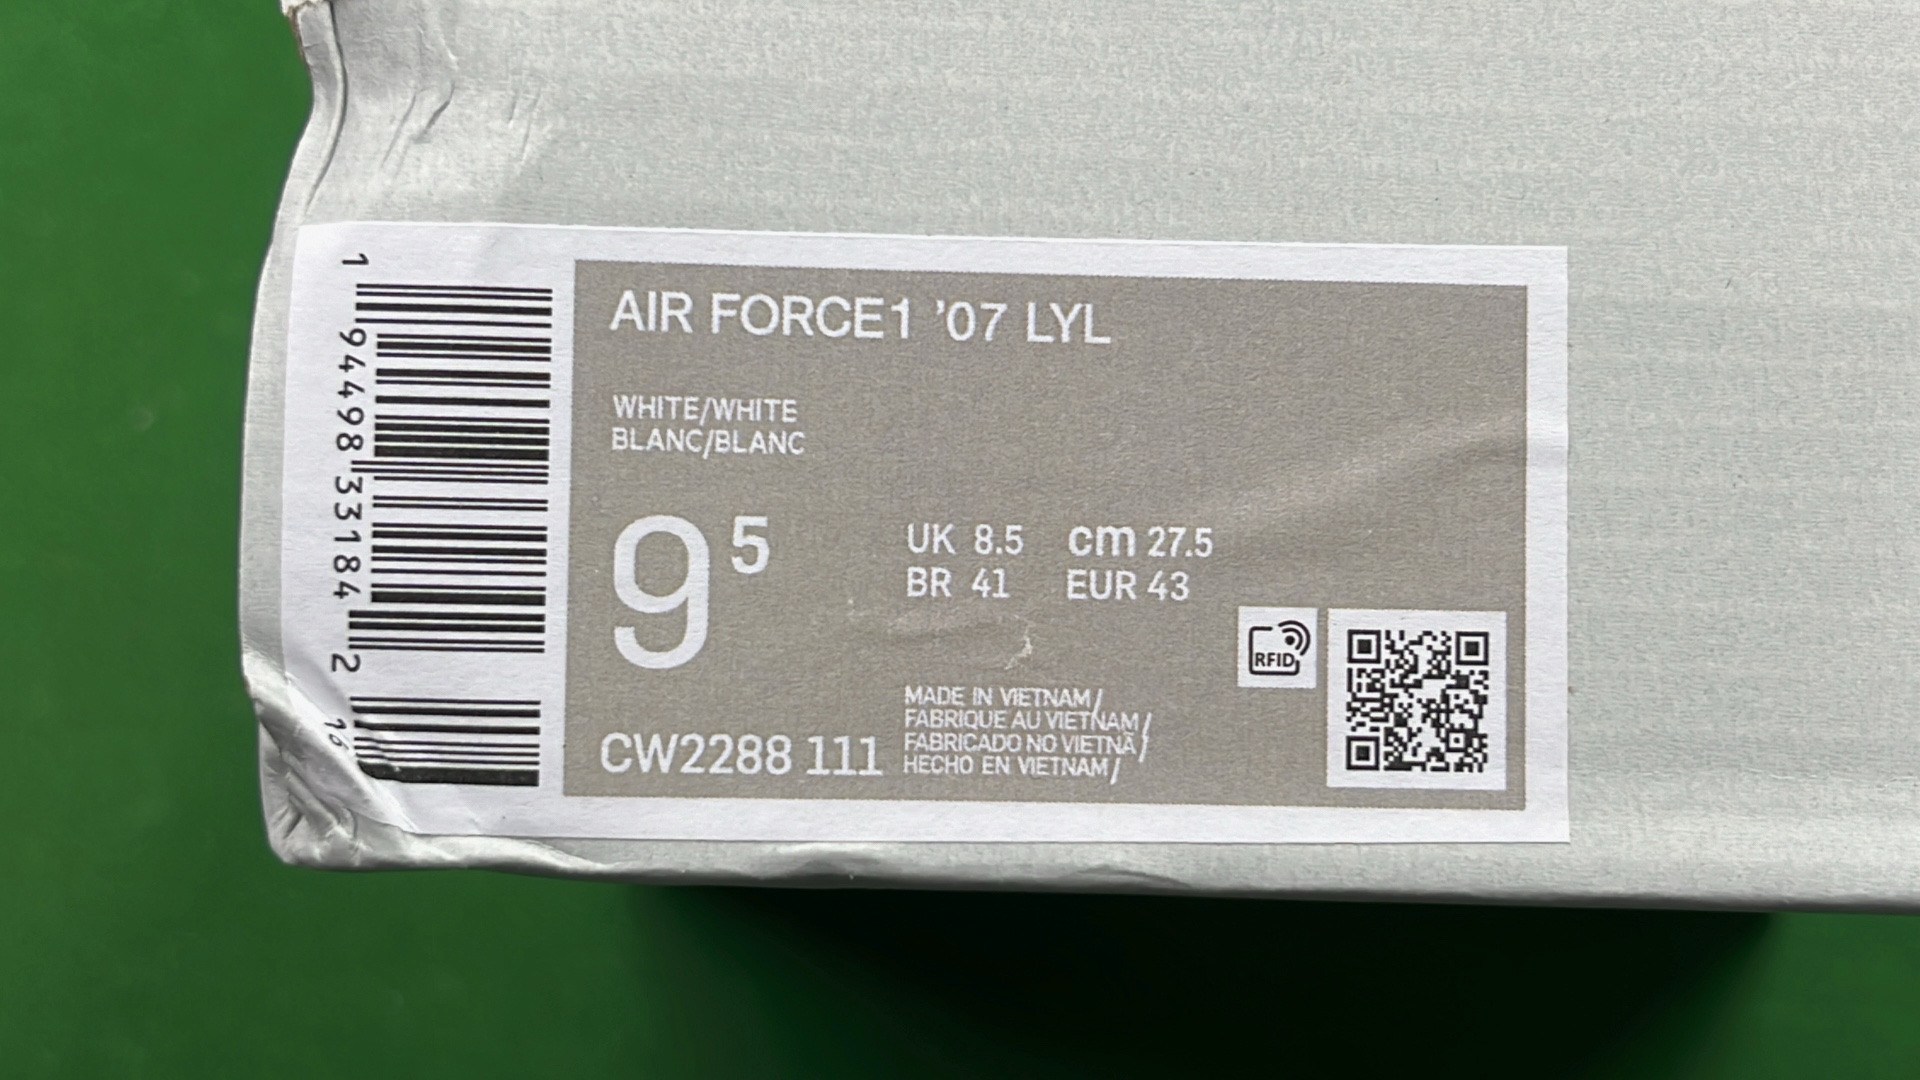 AIR FORCE1 '07 LYL
WHITE/WHITE
BLANC/BLANC
9 5
UK 8.5 cm 27.5
BR 41 EUR 43
CW2288 111
MADE IN VIETNAM/
FABRIQUE AU VIETNAM/
FABRICADO NO VIETNÃ/
HECHO EN VIETNAM/
RFID
1 94498 33184 2
16